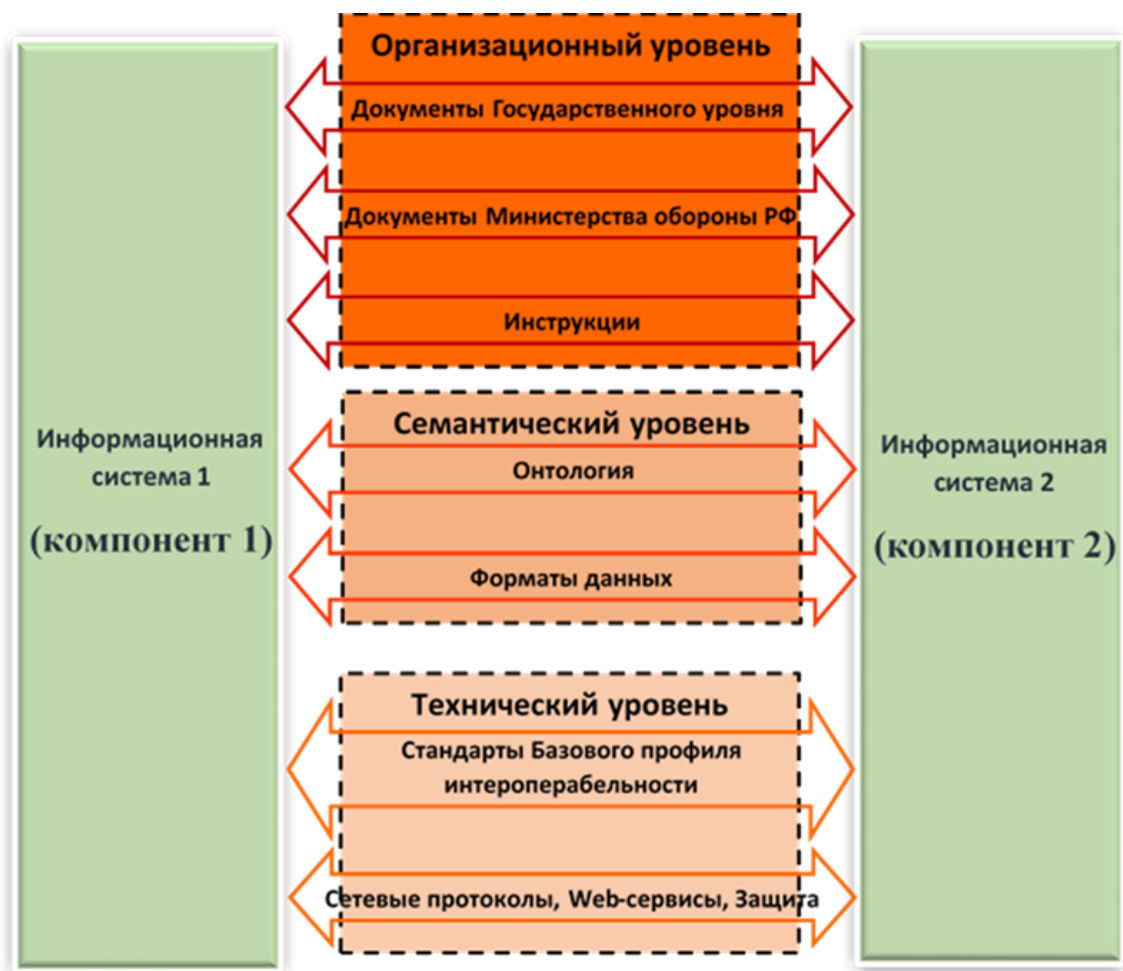 Организационный уровень
Документы Государственного уровня
Документы Министерства обороны РФ
Инструкции
Информационная
система 1
(компонент 1)
Семантический уровень
Онтология
Форматы данных
Информационная
система 2
(компонент 2)
Технический уровень
Стандарты Базового профиля
интероперабельности
Сетевые протоколы, Web-сервисы, Защита